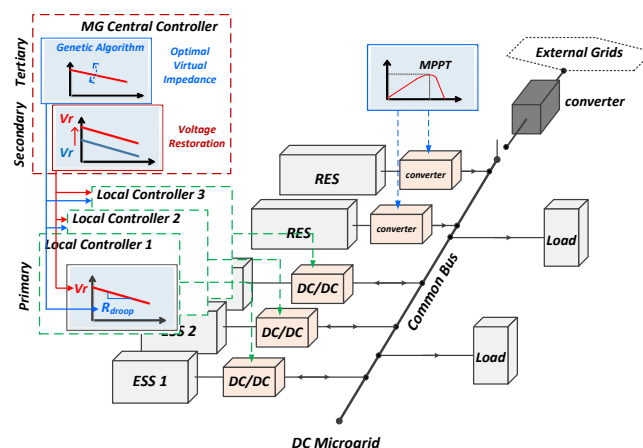 MG Central Controller
Tertiary
Genetic Algorithm
Optimal
Virtual
Impedance
Secondary
Vr
Vr
Voltage
Restoration
MPPT
External Grids
converter
RES
converter
RES
converter
Load
Local Controller 3
Local Controller 2
Local Controller 1
Primary
Vr
Rdroop
DC/DC
ESS 2
DC/DC
ESS 1
DC/DC
Common Bus
Load
DC Microgrid